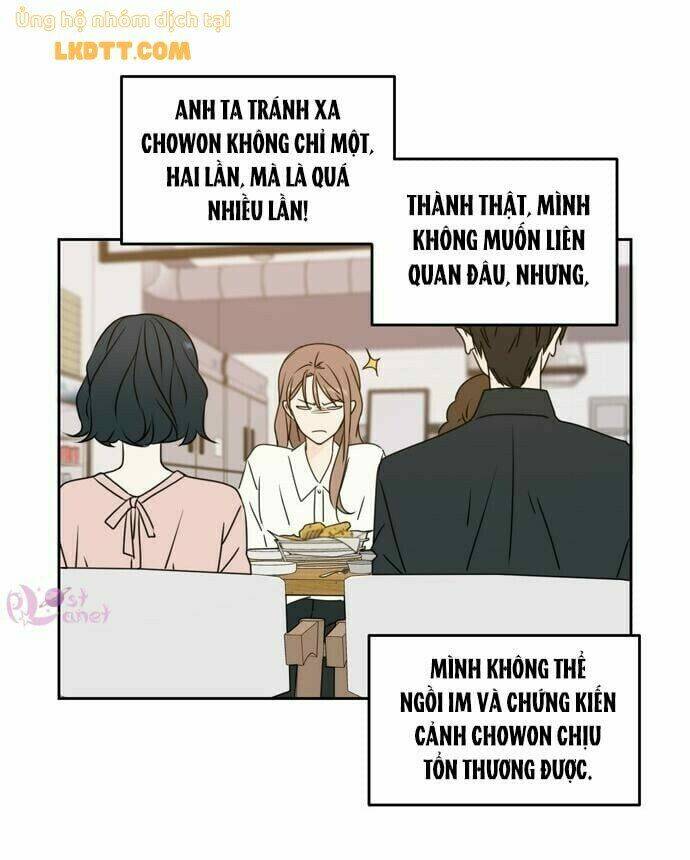 Ủng hộ nhóm dịch tại
LKDTT.COM
ANH TA TRÁNH XA
CHOWON KHÔNG CHỈ MỘT,
HAI LẦN, MÀ LÀ QUÁ
NHIỀU LẦN!
THÀNH THẬT, MÌNH
KHÔNG MUỐN LIÊN
QUAN ĐÂU, NHƯNG,
Lost
Planet
MÌNH KHÔNG THỂ
NGỒI IM VÀ CHỨNG KIẾN
CẢNH CHOWON CHỊU
TỔN THƯƠNG ĐƯỢC.